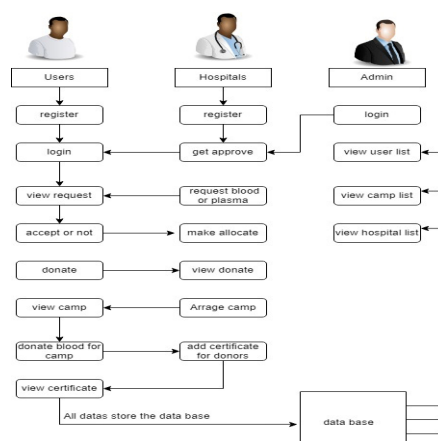 Users
Hospitals
Admin
register
register
login
login
get approve
view user list
view request
request blood
or plasma
view camp list
accept or not
make allocate
view hospital list
donate
view donate
view camp
Arrage camp
donate blood for
camp
add certificate
for donors
view certificate
All datas store the data base
data base